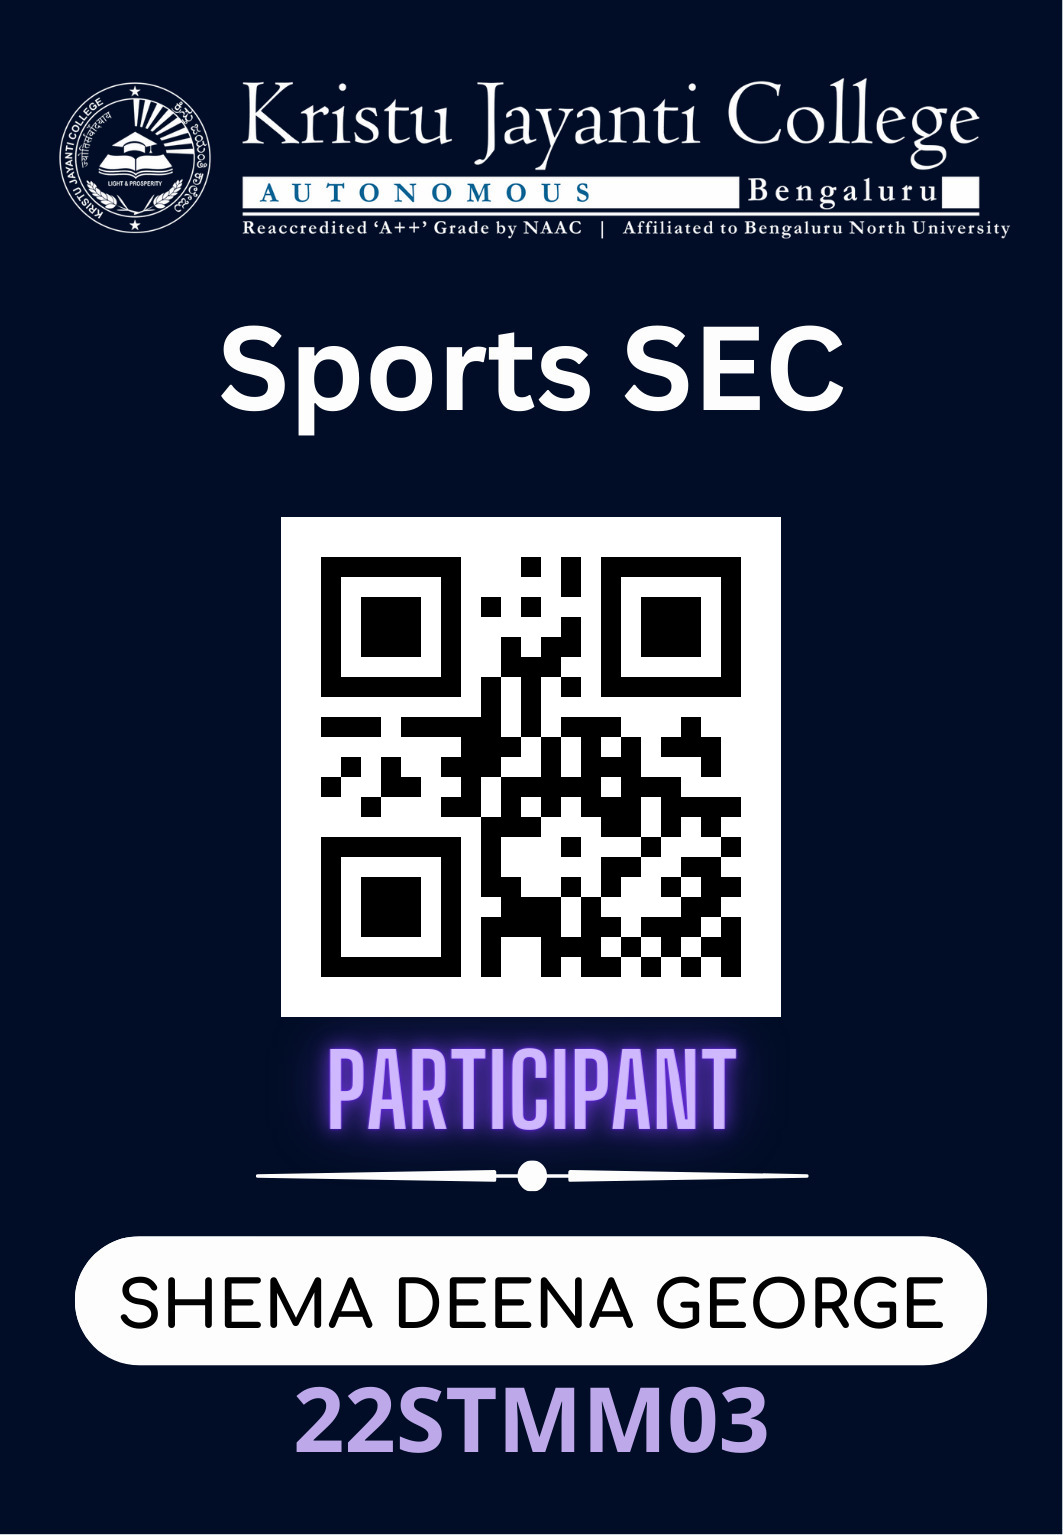 KRISTU JAYANTI COLLEGE
LIGHT & PROSPERITY
Kristu Jayanti College
AUTONOMOUS Bengaluru
Reaccredited ‘A++’ Grade by NAAC | Affiliated to Bengaluru North University
Sports SEC
PARTICIPANT
SHEMA DEENA GEORGE
22STMM03